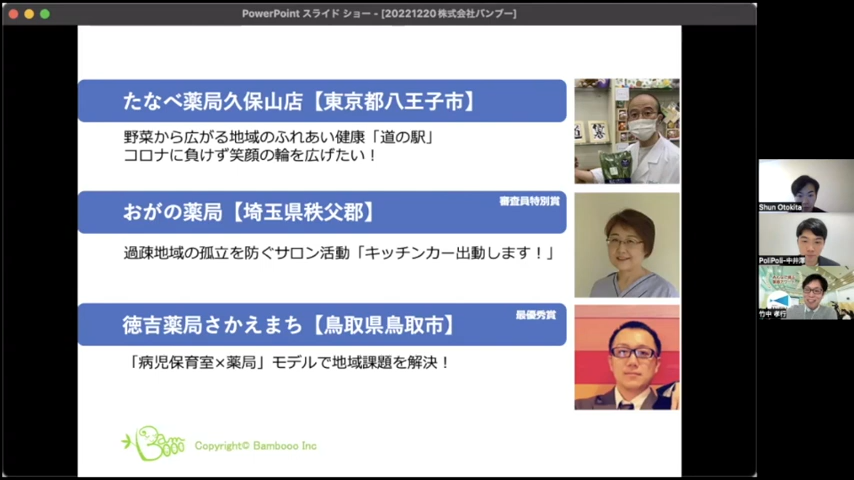 PowerPoint スライド ショー - [20221220 株式会社バンブー]
たなべ薬局久保山店【東京都八王子市】
野菜から広がる地域のふれあい健康「道の駅」
コロナに負けず笑顔の輪を広げたい！
審査員特別賞
おがの薬局【埼玉県秩父郡】
過疎地域の孤立を防ぐサロン活動「キッチンカー出動します！」
最優秀賞
徳吉薬局さかえまち【鳥取県鳥取市】
「病児保育室×薬局」モデルで地域課題を解決！
Copyright© Bambooo Inc
Shun Otokita
PoliPoli-中井澤
竹中 孝行